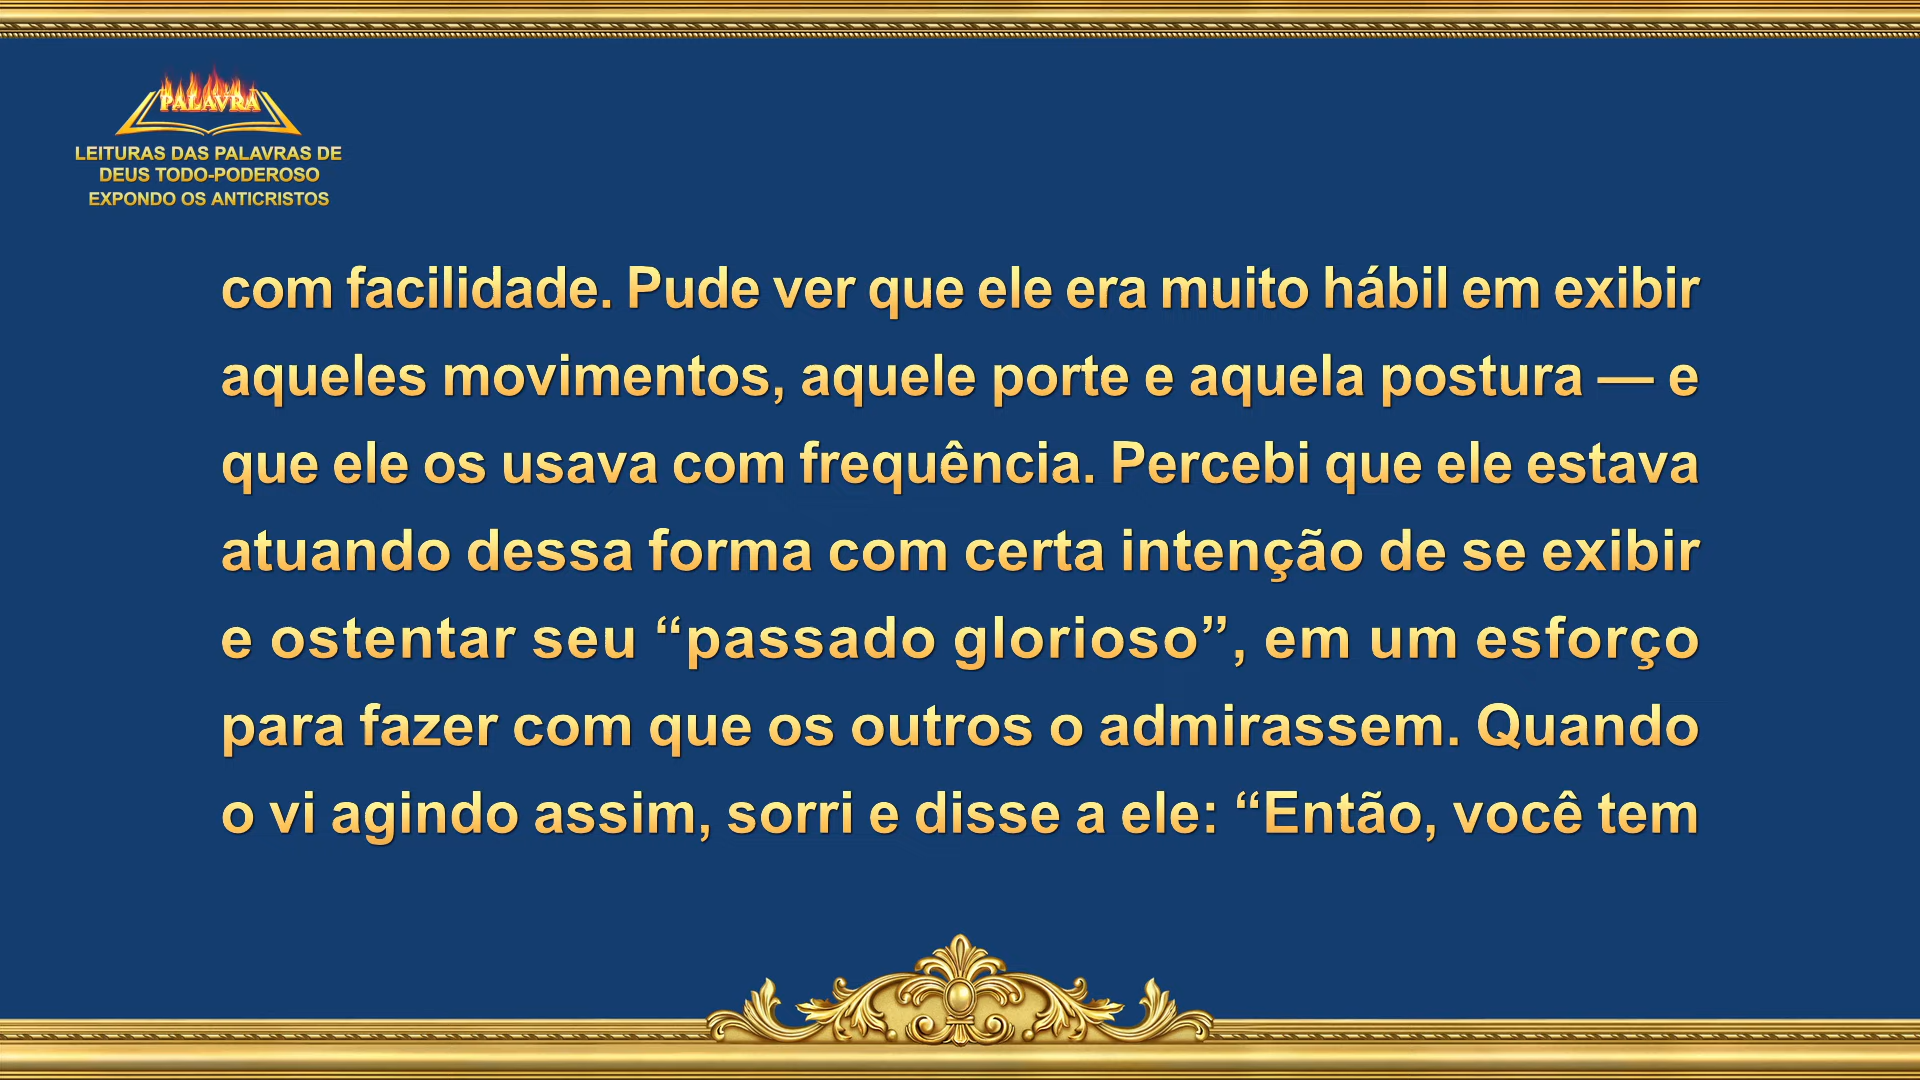 PALAVRA
LEITURAS DAS PALAVRAS DE
DEUS TODO-PODEROSO
EXPONDO OS ANTICRISTOS
com facilidade. Pude ver que ele era muito hábil em exibir
aqueles movimentos, aquele porte e aquela postura — e
que ele os usava com frequência. Percebi que ele estava
atuando dessa forma com certa intenção de se exibir
e ostentar seu “passado glorioso”, em um esforço
para fazer com que os outros o admirassem. Quando
o vi agindo assim, sorri e disse a ele: “Então, você tem